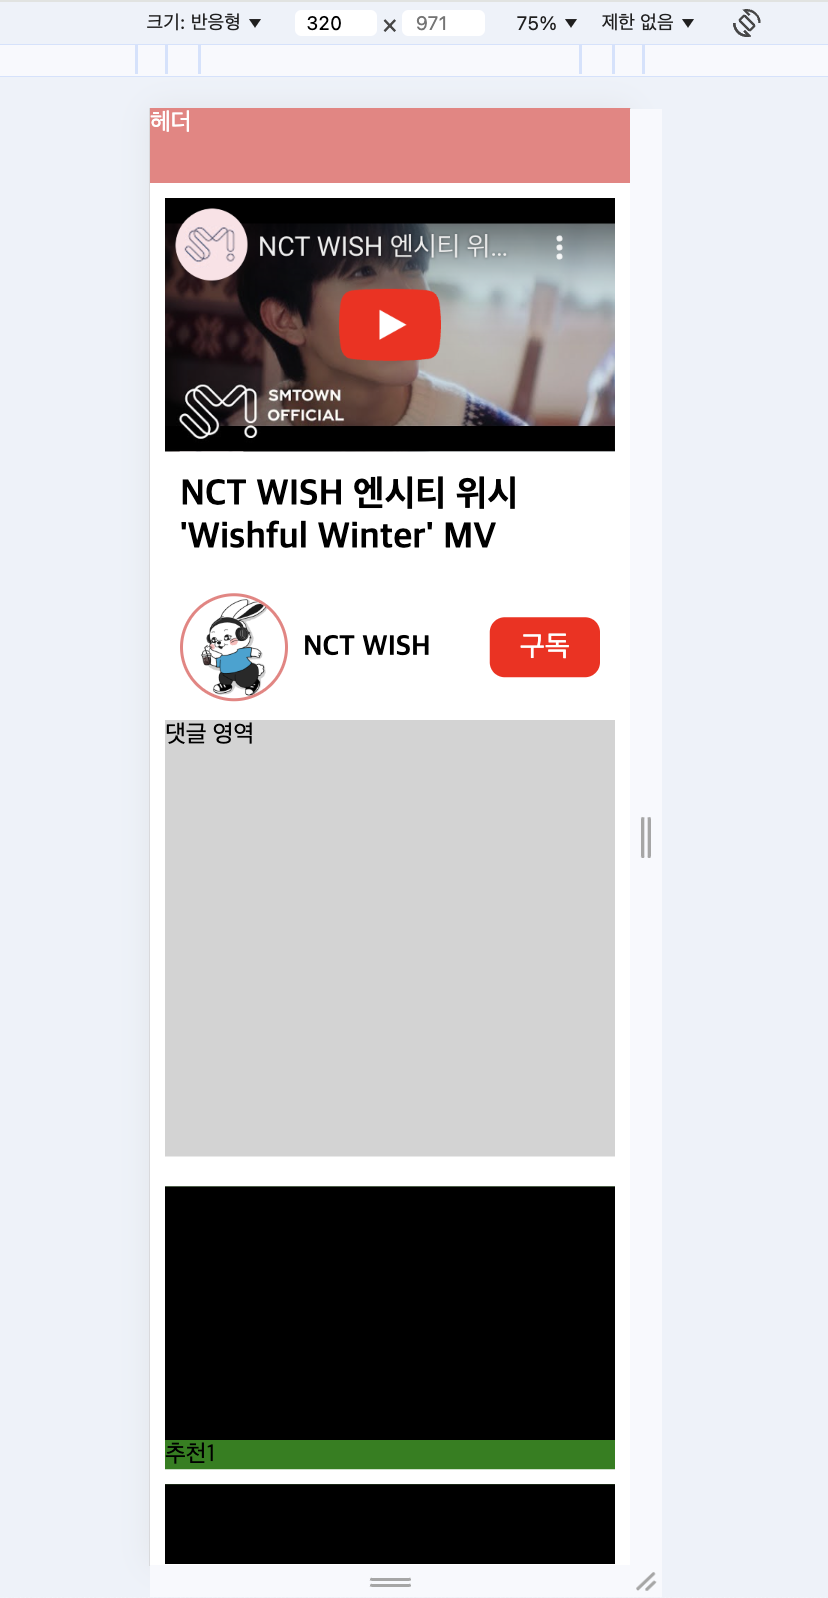 크기: 반응형 320 × 971 75% 제한 없음
헤더
NCT WISH 엔시티 위...
SMTOWN
OFFICIAL
NCT WISH 엔시티 위시
'Wishful Winter' MV
NCT WISH 구독
댓글 영역
추천1